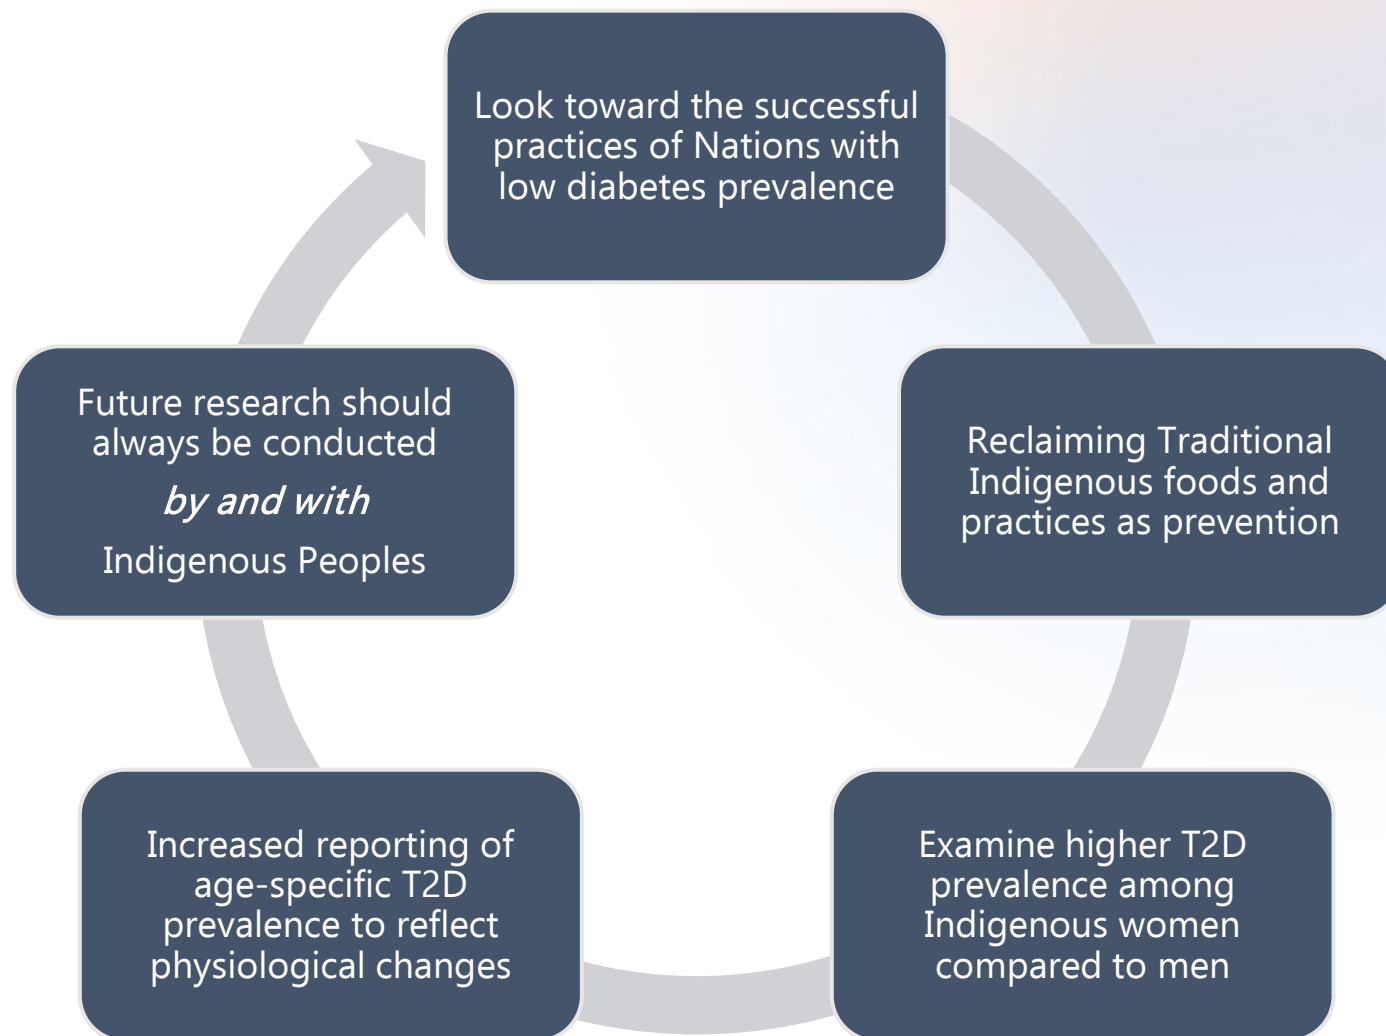 Look toward the successful
practices of Nations with
low diabetes prevalence
Reclaiming Traditional
Indigenous foods and
practices as prevention
Examine higher T2D
prevalence among
Indigenous women
compared to men
Increased reporting of
age-specific T2D
prevalence to reflect
physiological changes
Future research should
always be conducted
by and with
Indigenous Peoples